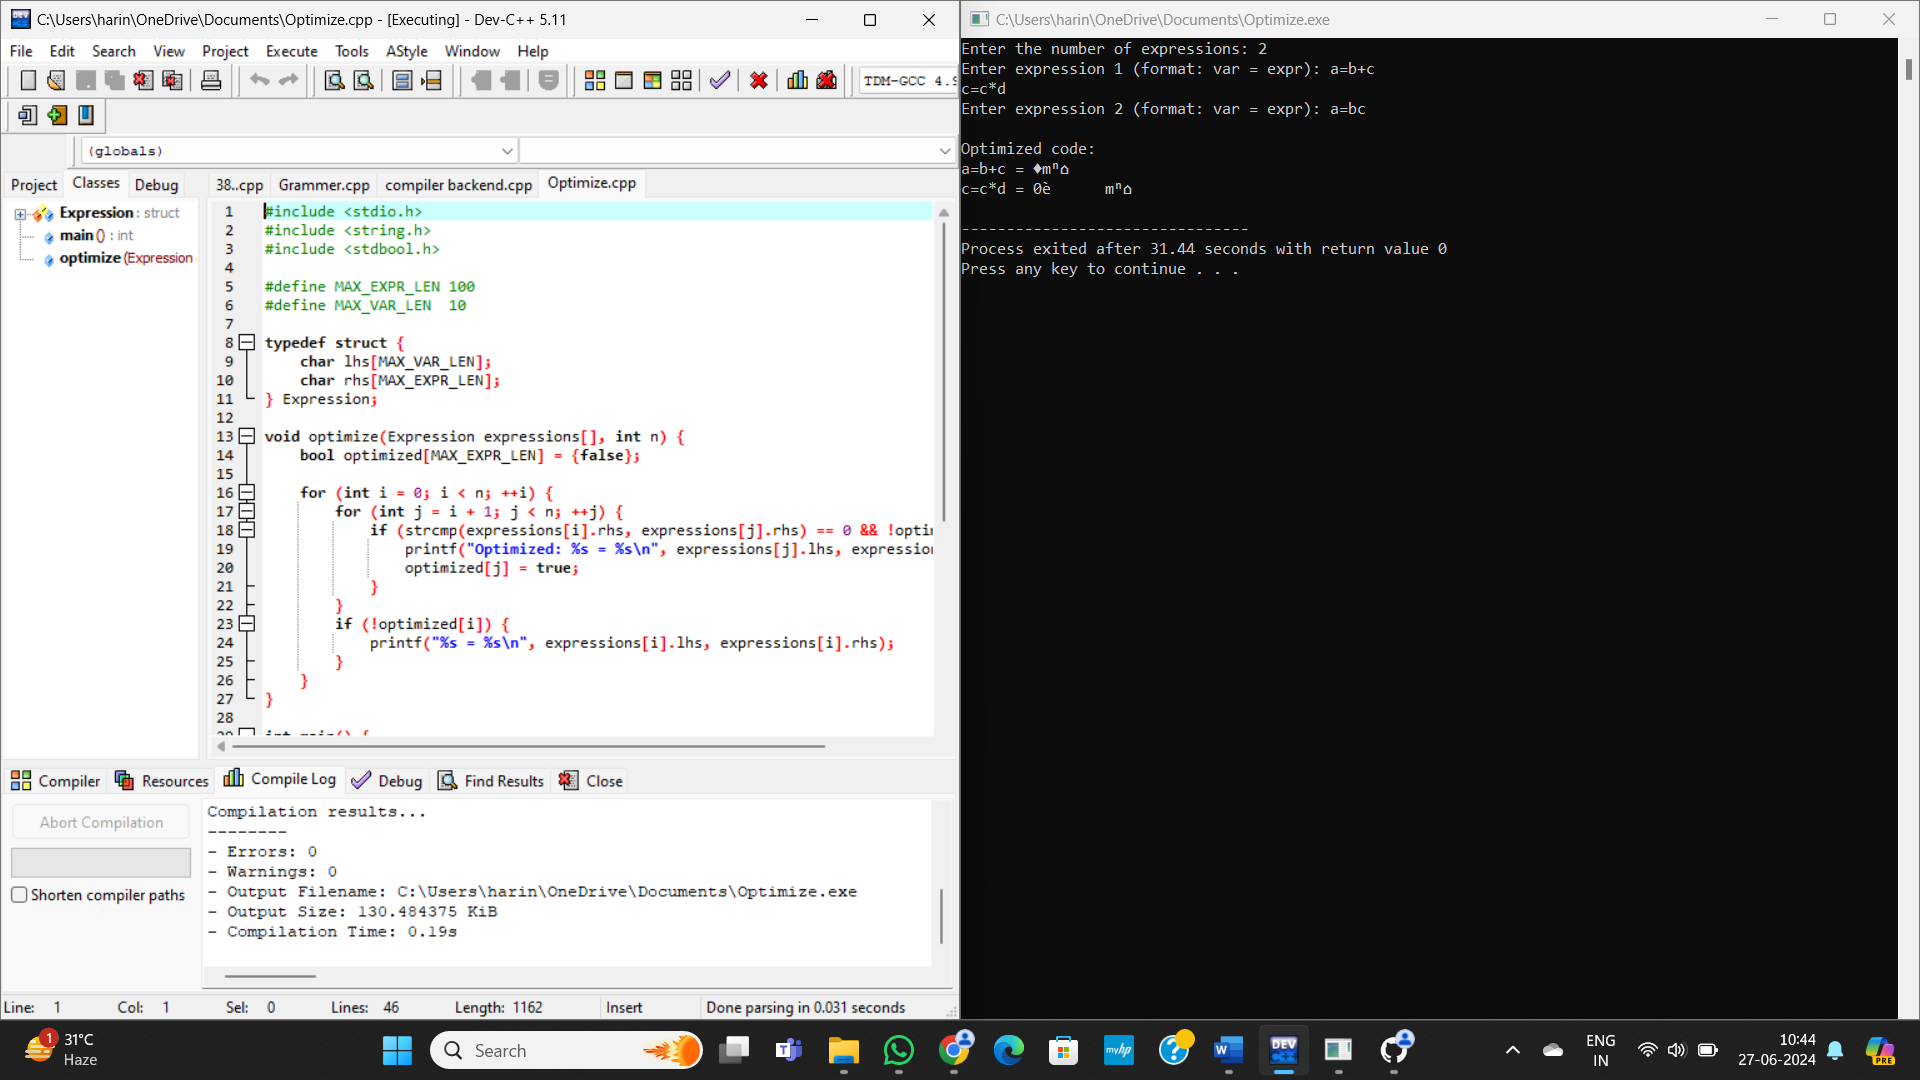 C:\Users\harin\OneDrive\Documents\Optimize.cpp - [Executing] - Dev-C++ 5.11
File Edit Search View Project Execute Tools AStyle Window Help
TDM-GCC 4.9
(globals)
Project Classes Debug
38..cpp Grammer.cpp compiler backend.cpp Optimize.cpp
Expression : struct
main () : int
optimize (Expression
1 #include <stdio.h>
2 #include <string.h>
3 #include <stdbool.h>
4
5 #define MAX_EXPR_LEN 100
6 #define MAX_VAR_LEN  10
7
8 typedef struct {
9     char lhs[MAX_VAR_LEN];
10     char rhs[MAX_EXPR_LEN];
11 } Expression;
12
13 void optimize(Expression expressions[], int n) {
14     bool optimized[MAX_EXPR_LEN] = {false};
15
16     for (int i = 0; i < n; ++i) {
17         for (int j = i + 1; j < n; ++j) {
18             if (strcmp(expressions[i].rhs, expressions[j].rhs) == 0 && !optim
19                 printf("Optimized: %s = %s\n", expressions[j].lhs, expression
20                 optimized[j] = true;
21             }
22         }
23         if (!optimized[i]) {
24             printf("%s = %s\n", expressions[i].lhs, expressions[i].rhs);
25         }
26     }
27 }
28
29 int main() {
Compiler Resources Compile Log Debug Find Results Close
Abort Compilation
Shorten compiler paths
Compilation results...
--------
- Errors: 0
- Warnings: 0
- Output Filename: C:\Users\harin\OneDrive\Documents\Optimize.exe
- Output Size: 130.484375 KiB
- Compilation Time: 0.19s
Line: 1 Col: 1 Sel: 0 Lines: 46 Length: 1162 Insert Done parsing in 0.031 seconds
C:\Users\harin\OneDrive\Documents\Optimize.exe
Enter the number of expressions: 2
Enter expression 1 (format: var = expr): a=b+c
c=c*d
Enter expression 2 (format: var = expr): a=bc
Optimized code:
a=b+c = ♦mⁿ⌂
c=c*d = 0è      mⁿ⌂
--------------------------------
Process exited after 31.44 seconds with return value 0
Press any key to continue . . .
1
31°C
Haze
Search
myhp
DEV
C++
ENG
IN
10:44
27-06-2024
PRE